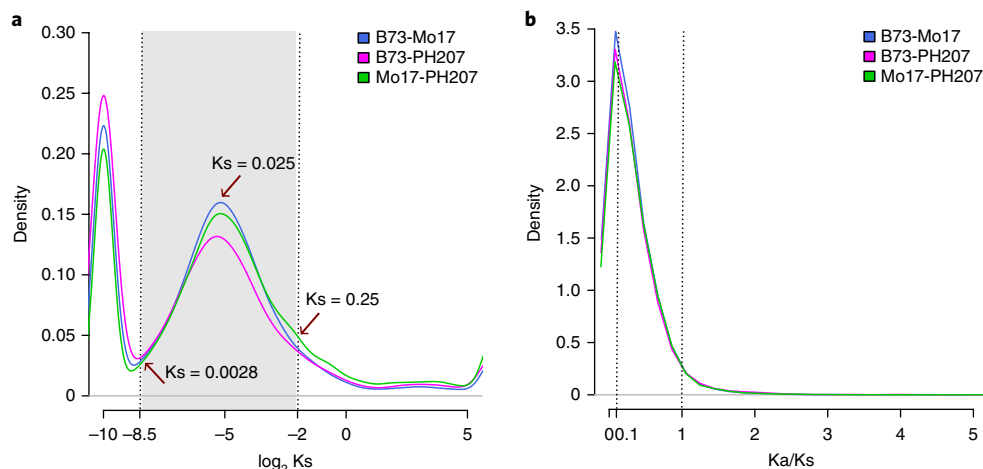 a
0.30
0.25
0.20
0.15
0.10
0.05
0
Density
B73-Mo17
B73-PH207
Mo17-PH207
Ks = 0.025
Ks = 0.25
Ks = 0.0028
–10 –8.5 –5 –2 0 5
log2 Ks
b
3.5
3.0
2.5
2.0
1.5
1.0
0.5
0
Density
B73-Mo17
B73-PH207
Mo17-PH207
0 0.1 1 2 3 4 5
Ka/Ks